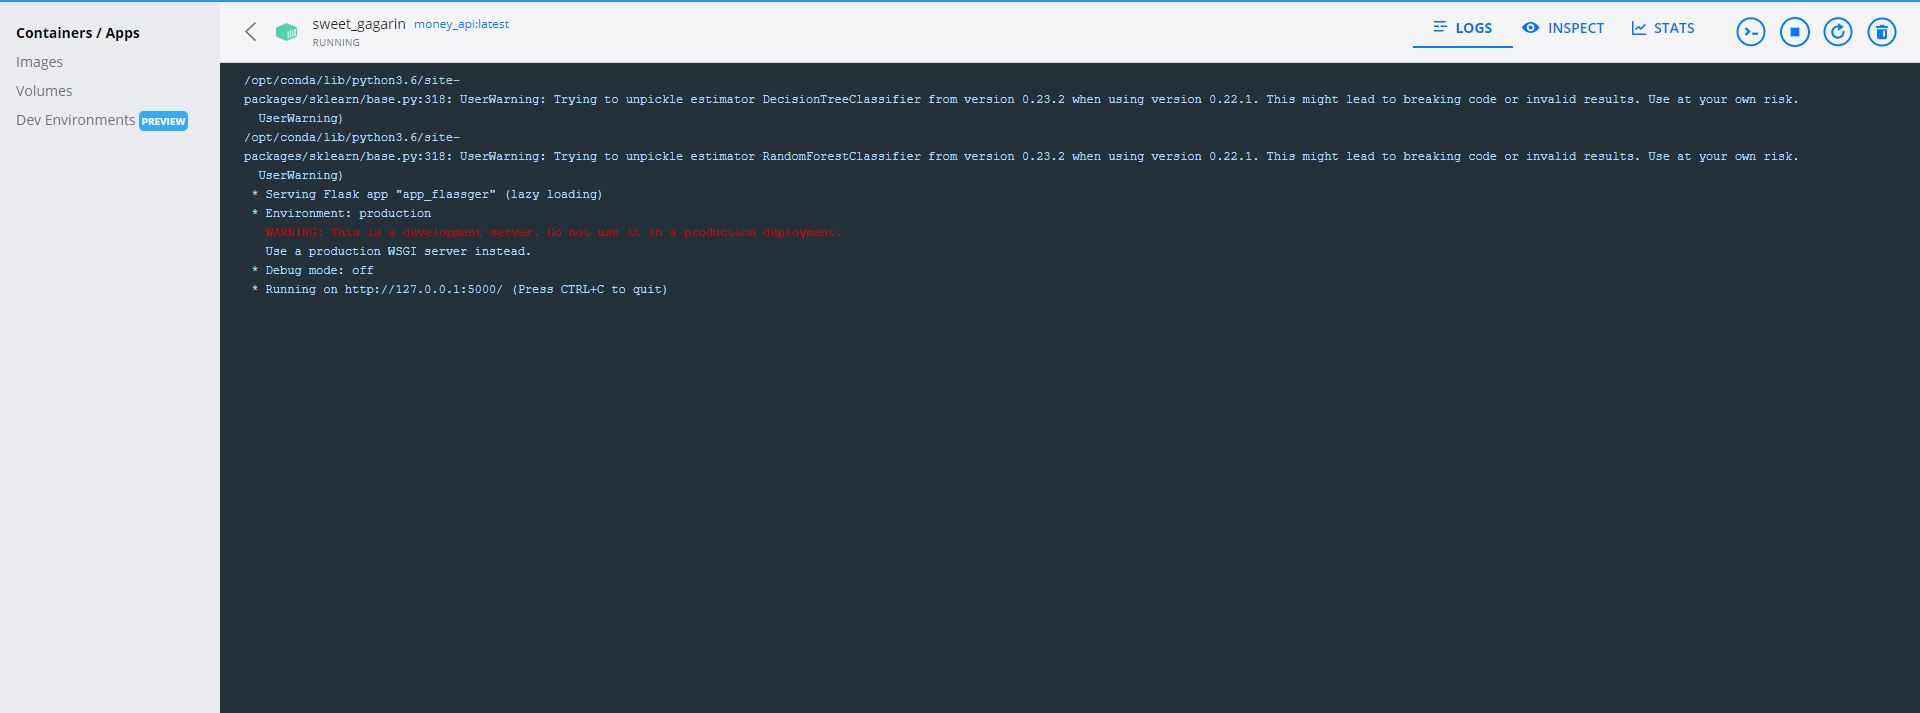 Containers / Apps
Images
Volumes
Dev Environments PREVIEW
sweet_gagarin money_api:latest
RUNNING
LOGS INSPECT STATS
/opt/conda/lib/python3.6/site-
packages/sklearn/base.py:318: UserWarning: Trying to unpickle estimator DecisionTreeClassifier from version 0.23.2 when using version 0.22.1. This might lead to breaking code or invalid results. Use at your own risk.
UserWarning)
/opt/conda/lib/python3.6/site-
packages/sklearn/base.py:318: UserWarning: Trying to unpickle estimator RandomForestClassifier from version 0.23.2 when using version 0.22.1. This might lead to breaking code or invalid results. Use at your own risk.
UserWarning)
* Serving Flask app "app_flassger" (lazy loading)
* Environment: production
WARNING: This is a development server. Do not use it in a production deployment.
Use a production WSGI server instead.
* Debug mode: off
* Running on http://127.0.0.1:5000/ (Press CTRL+C to quit)